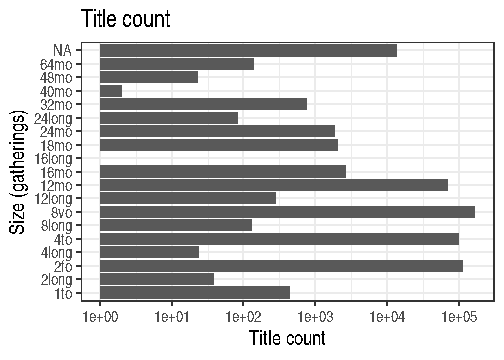 Title count
Size (gatherings)
NA
64mo
48mo
40mo
32mo
24long
24mo
18mo
16long
16mo
12mo
12long
8vo
8long
4to
4long
2fo
2long
1to
1e+00 1e+01 1e+02 1e+03 1e+04 1e+05
Title count